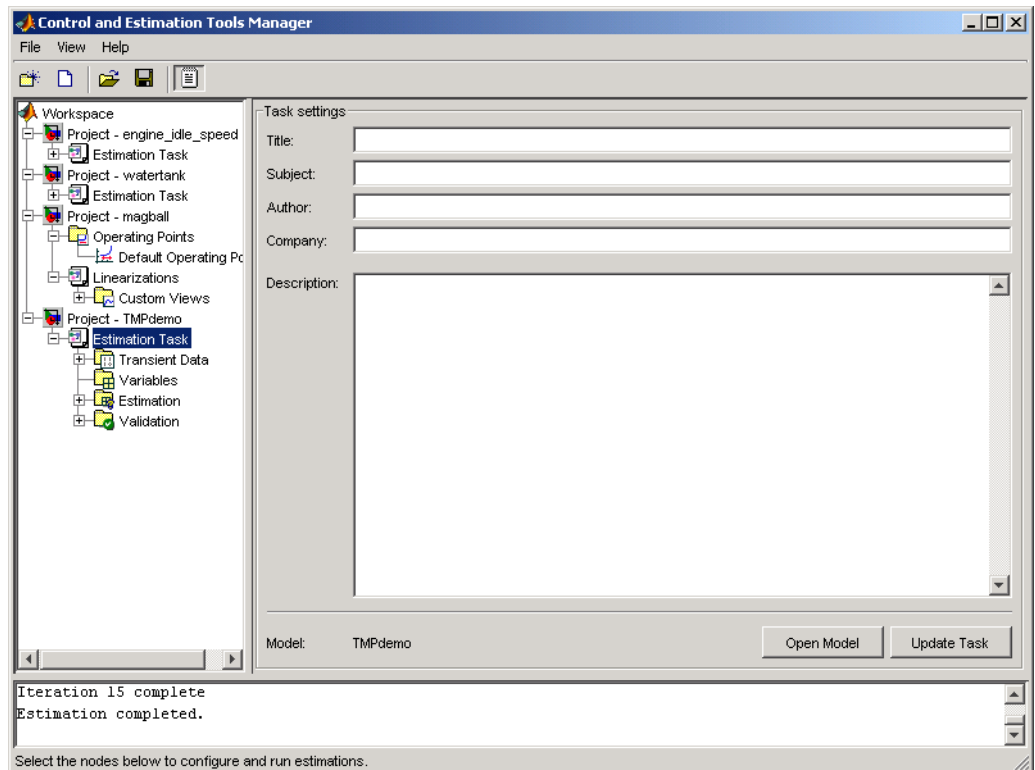 Control and Estimation Tools Manager
File View Help
Workspace
Project - engine_idle_speed
Estimation Task
Project - watertank
Estimation Task
Project - magball
Operating Points
Default Operating Po
Linearizations
Custom Views
Project - TMPdemo
Estimation Task
Transient Data
Variables
Estimation
Validation
Task settings
Title:
Subject:
Author:
Company:
Description:
Model: TMPdemo Open Model Update Task
Iteration 15 complete
Estimation completed.
Select the nodes below to configure and run estimations.